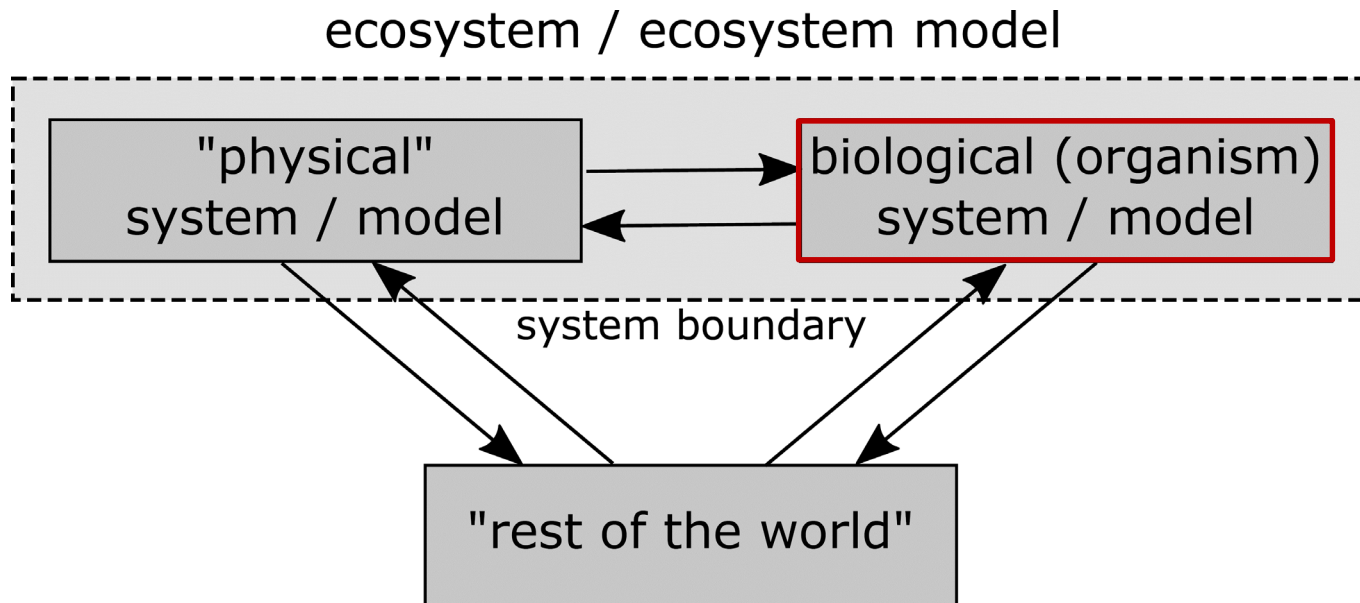 ecosystem / ecosystem model
"physical"
system / model
biological (organism)
system / model
system boundary
"rest of the world"